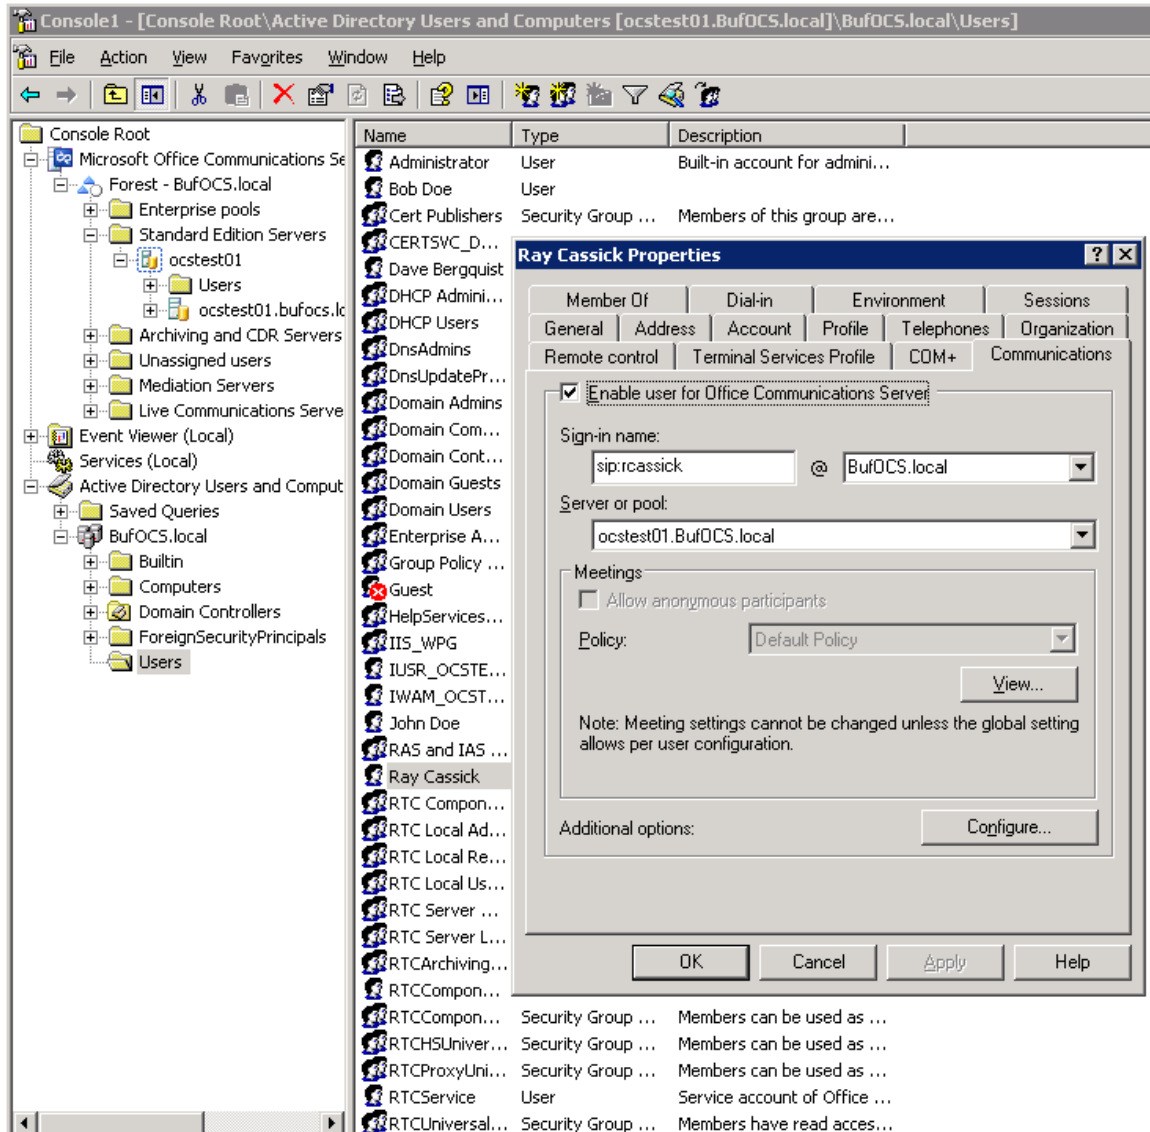 Console1 - [Console Root\Active Directory Users and Computers [ocstest01.BufOCS.local]\BufOCS.local\Users]
File Action View Favorites Window Help
Console Root
Microsoft Office Communications Se
Forest - BufOCS.local
Enterprise pools
Standard Edition Servers
ocstest01
Users
ocstest01.bufocs.lc
Archiving and CDR Servers
Unassigned users
Mediation Servers
Live Communications Serve
Event Viewer (Local)
Services (Local)
Active Directory Users and Comput
Saved Queries
BufOCS.local
Builtin
Computers
Domain Controllers
ForeignSecurityPrincipals
Users
Name Type Description
Administrator User Built-in account for admini...
Bob Doe User
Cert Publishers Security Group ... Members of this group are...
CERTSVC_D...
Dave Bergquist
DHCP Admini...
DHCP Users
DnsAdmins
DnsUpdatePr...
Domain Admins
Domain Com...
Domain Cont...
Domain Guests
Domain Users
Enterprise A...
Group Policy ...
Guest
HelpServices...
IIS_WPG
IUSR_OCSTE...
IWAM_OCST...
John Doe
RAS and IAS ...
Ray Cassick
RTC Compon...
RTC Local Ad...
RTC Local Re...
RTC Local Us...
RTC Server ...
RTC Server L...
RTCArchiving...
RTCCompon...
RTCCompon... Security Group ... Members can be used as ...
RTCHSUniver... Security Group ... Members can be used as ...
RTCProxyUni... Security Group ... Members can be used as ...
RTCService User Service account of Office ...
RTCUniversal... Security Group ... Members have read acces...
Ray Cassick Properties
Member Of Dial-in Environment Sessions
General Address Account Profile Telephones Organization
Remote control Terminal Services Profile COM+ Communications
Enable user for Office Communications Server
Sign-in name:
sip:rcassick @ BufOCS.local
Server or pool:
ocstest01.BufOCS.local
Meetings
Allow anonymous participants
Policy: Default Policy
View...
Note: Meeting settings cannot be changed unless the global setting
allows per user configuration.
Additional options: Configure...
OK Cancel Apply Help